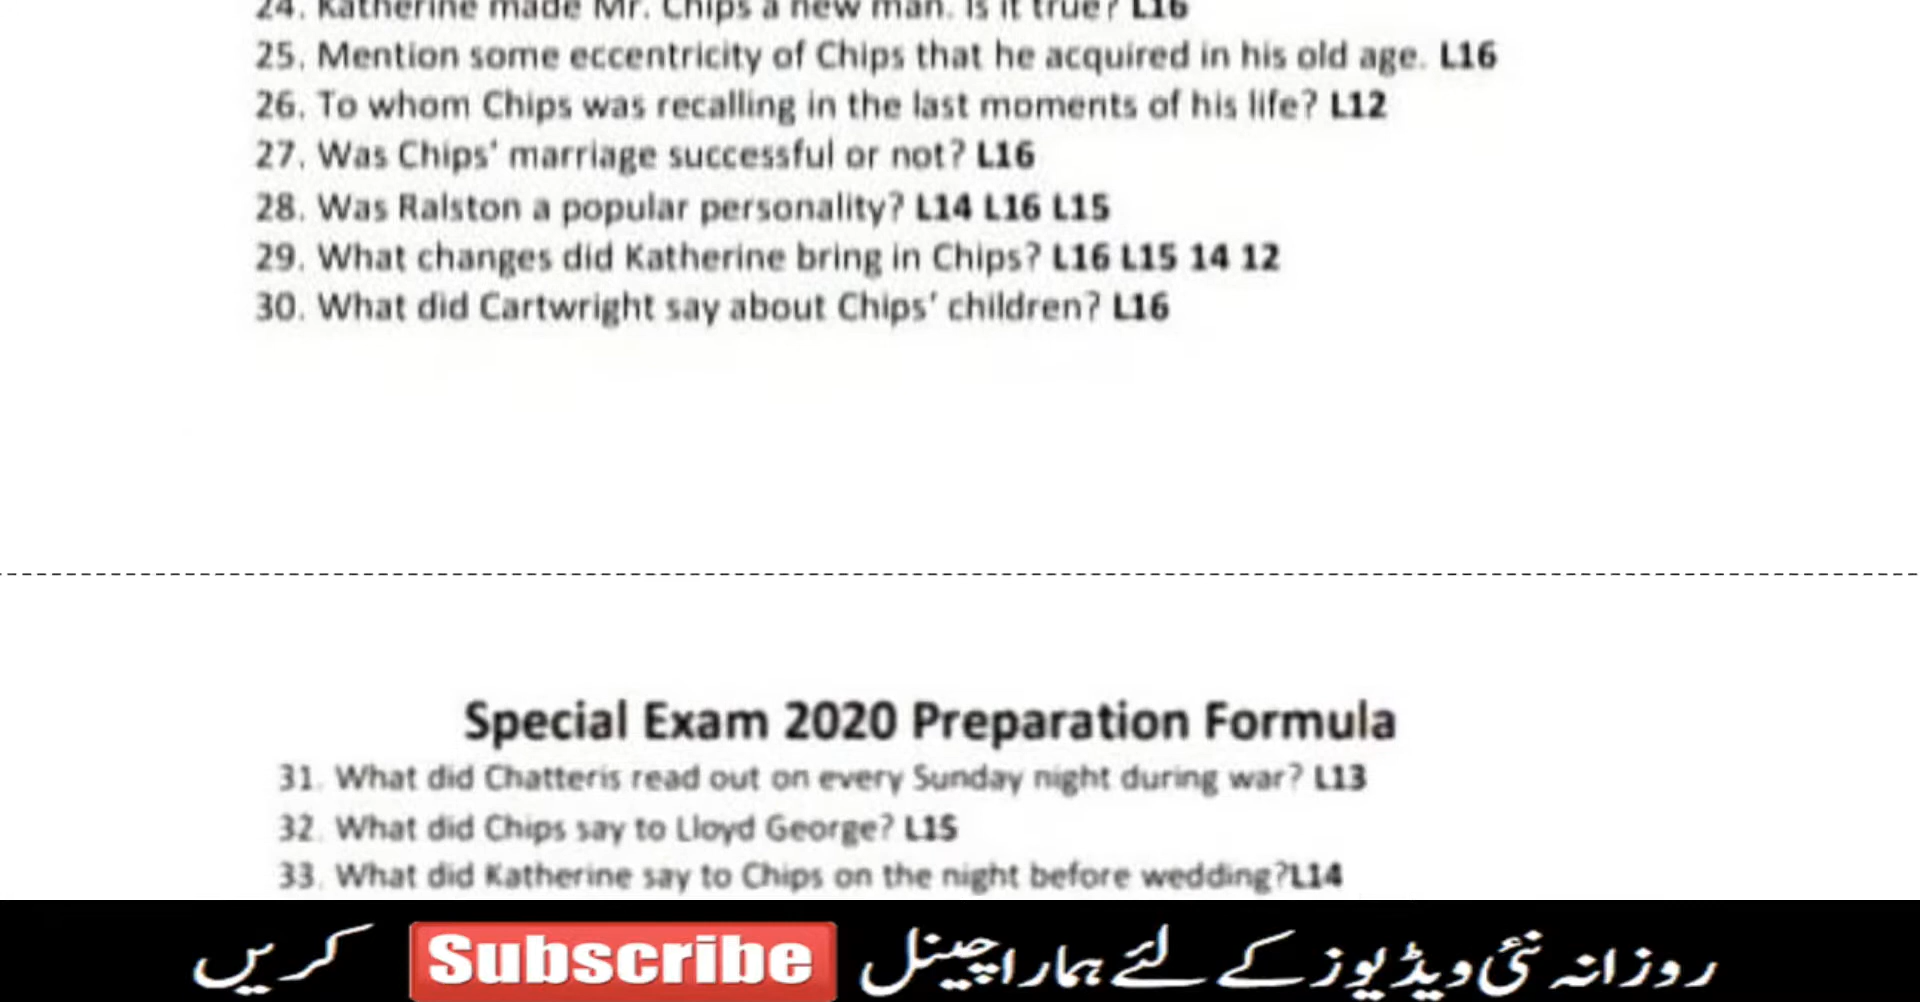 24. Katherine made Mr. Chips a new man. Is it true? L16
25. Mention some eccentricity of Chips that he acquired in his old age. L16
26. To whom Chips was recalling in the last moments of his life? L12
27. Was Chips' marriage successful or not? L16
28. Was Ralston a popular personality? L14 L16 L15
29. What changes did Katherine bring in Chips? L16 L15 14 12
30. What did Cartwright say about Chips' children? L16
Special Exam 2020 Preparation Formula
31. What did Chatteris read out on every Sunday night during war? L13
32. What did Chips say to Lloyd George? L15
33. What did Katherine say to Chips on the night before wedding?L14
روزانہ نئی ویڈیوز کے لئے ہمارا چینل Subscribe کریں